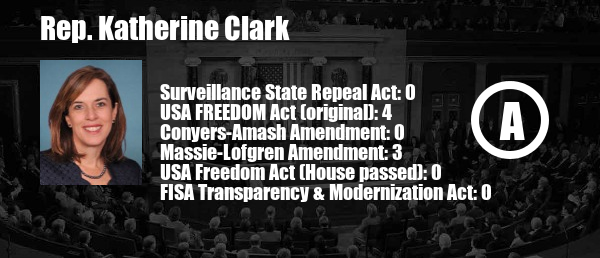 Rep. Katherine Clark
Surveillance State Repeal Act: 0
USA FREEDOM Act (original): 4
Conyers-Amash Amendment: 0
Massie-Lofgren Amendment: 3
USA Freedom Act (House passed): 0
FISA Transparency & Modernization Act: 0
A